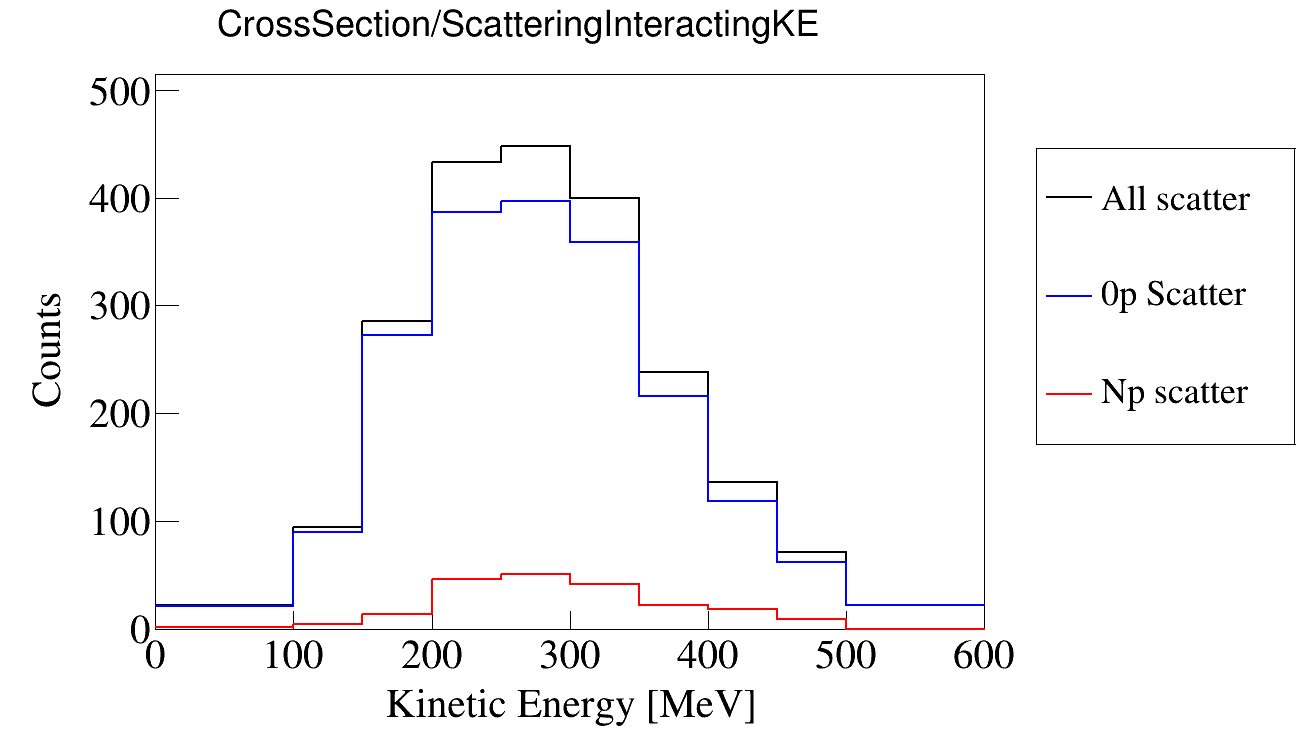 CrossSection/ScatteringInteractingKE
500
400
300
200
100
0
Counts
0 100 200 300 400 500 600
Kinetic Energy [MeV]
All scatter
0p Scatter
Np scatter